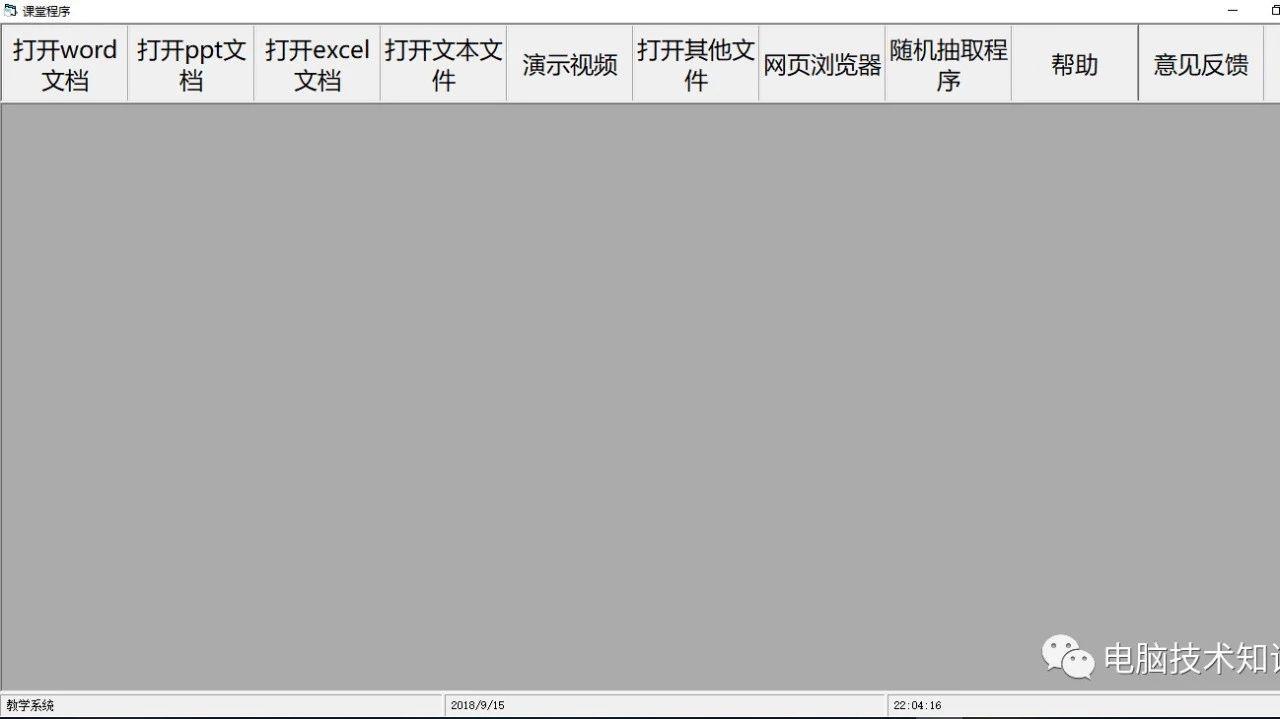 课堂程序
打开word
文档
打开ppt文
档
打开excel
文档
打开文本文
件
演示视频
打开其他文
件
网页浏览器
随机抽取程
序
帮助
意见反馈
电脑技术知
教学系统
2018/9/15
22:04:16